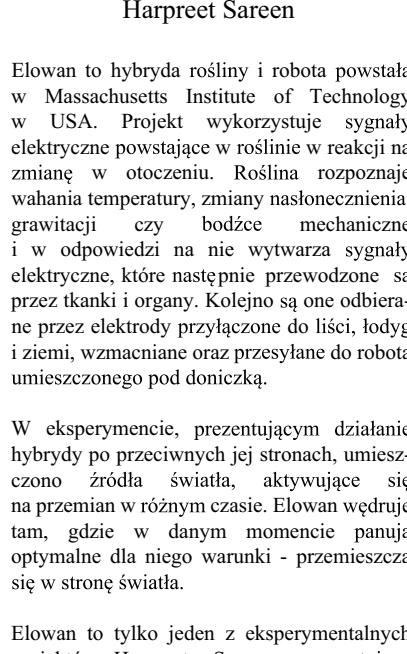 Harpreet Sareen
Elowan to hybryda rośliny i robota powstała
w Massachusetts Institute of Technology
w USA. Projekt wykorzystuje sygnały
elektryczne powstające w roślinie w reakcji na
zmianę w otoczeniu. Roślina rozpoznaje
wahania temperatury, zmiany nasłonecznienia
grawitacji czy bodźce mechaniczne
i w odpowiedzi na nie wytwarza sygnały
elektryczne, które następnie przewodzone są
przez tkanki i organy. Kolejno są one odbiera-
ne przez elektrody przyłączone do liści, łodyg
i ziemi, wzmacniane oraz przesyłane do robota
umieszczonego pod doniczką.
W eksperymencie, prezentującym działanie
hybrydy po przeciwnych jej stronach, umiesz-
czono źródła światła, aktywujące się
na przemian w różnym czasie. Elowan wędruje
tam, gdzie w danym momencie panują
optymalne dla niego warunki - przemieszcza
się w stronę światła.
Elowan to tylko jeden z eksperymentalnych